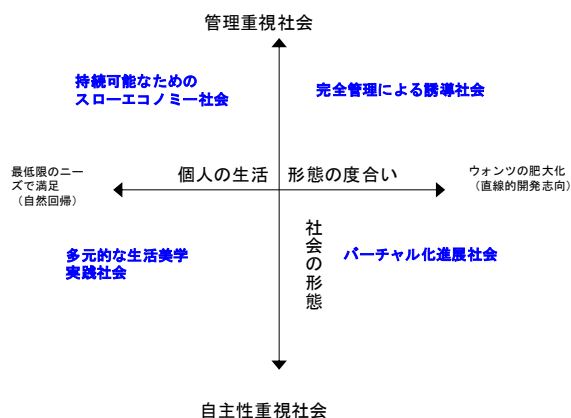 管理重視社会
持続可能なための
スローエコノミー社会
完全管理による誘導社会
最低限のニー
ズで満足
（自然回帰）
個人の生活
形態の度合い
ウォンツの肥大化
（直線的開発志向）
多元的な生活美学
実践社会
社会の形態
バーチャル化進展社会
自主性重視社会